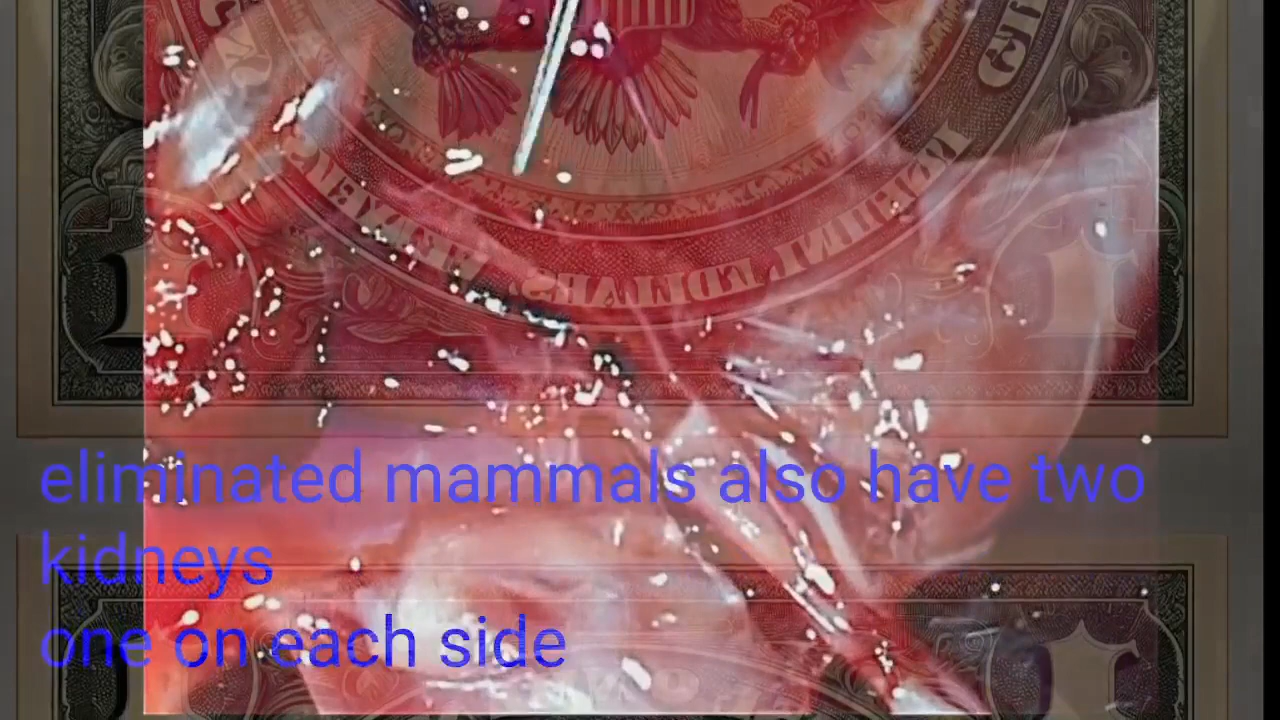 eliminated mammals also have two
kidneys
one on each side